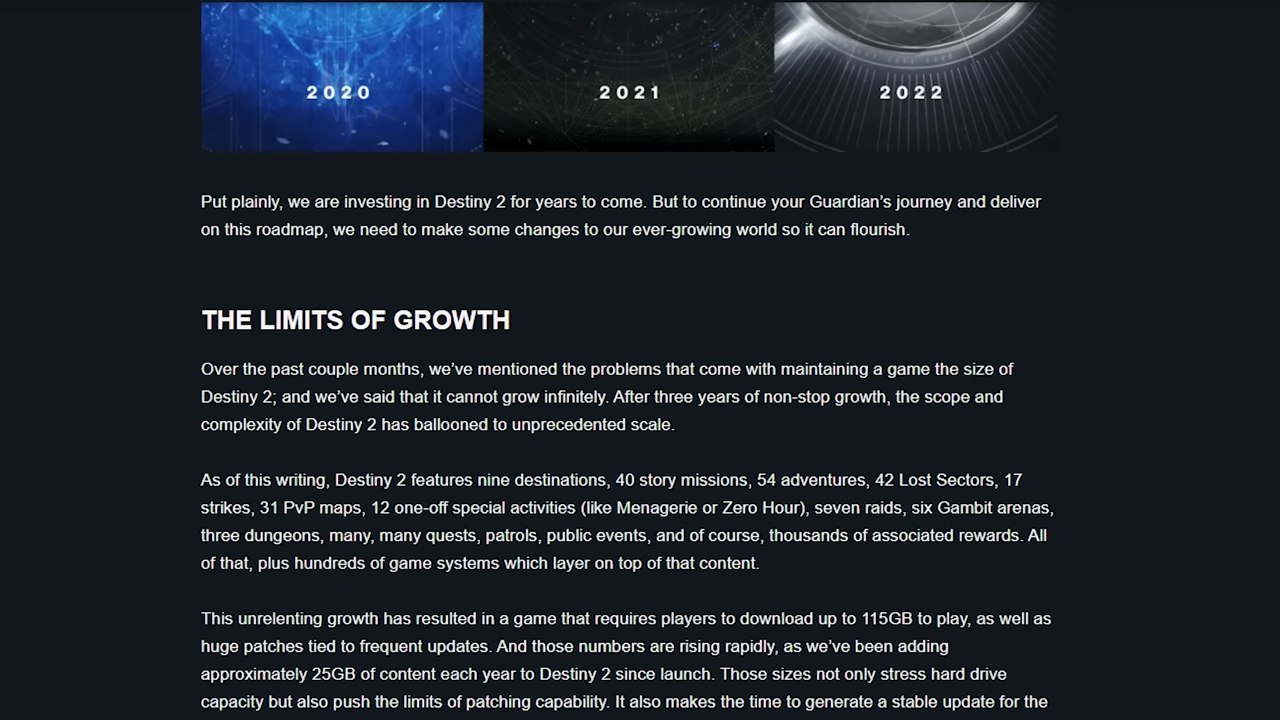 2020 2021 2022
Put plainly, we are investing in Destiny 2 for years to come. But to continue your Guardian’s journey and deliver
on this roadmap, we need to make some changes to our ever-growing world so it can flourish.
THE LIMITS OF GROWTH
Over the past couple months, we’ve mentioned the problems that come with maintaining a game the size of
Destiny 2; and we’ve said that it cannot grow infinitely. After three years of non-stop growth, the scope and
complexity of Destiny 2 has ballooned to unprecedented scale.
As of this writing, Destiny 2 features nine destinations, 40 story missions, 54 adventures, 42 Lost Sectors, 17
strikes, 31 PvP maps, 12 one-off special activities (like Menagerie or Zero Hour), seven raids, six Gambit arenas,
three dungeons, many, many quests, patrols, public events, and of course, thousands of associated rewards. All
of that, plus hundreds of game systems which layer on top of that content.
This unrelenting growth has resulted in a game that requires players to download up to 115GB to play, as well as
huge patches tied to frequent updates. And those numbers are rising rapidly, as we’ve been adding
approximately 25GB of content each year to Destiny 2 since launch. Those sizes not only stress hard drive
capacity but also push the limits of patching capability. It also makes the time to generate a stable update for the